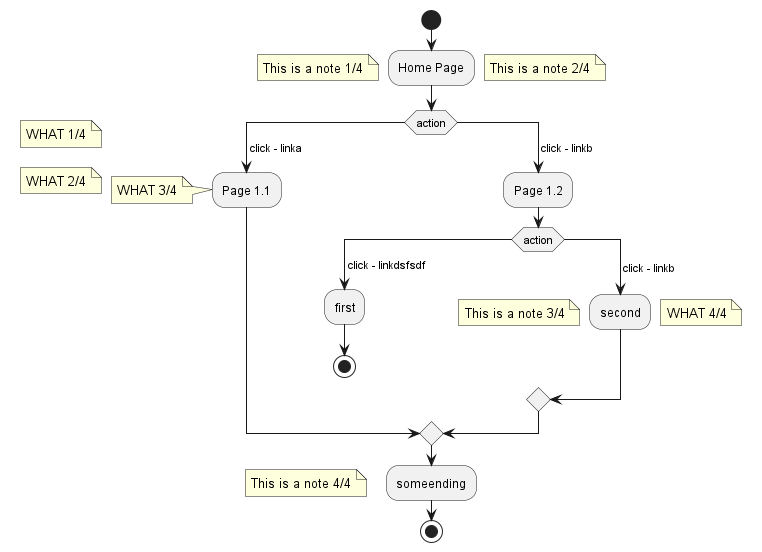 This is a note 1/4
Home Page
This is a note 2/4
action
WHAT 1/4
click - linka
click - linkb
WHAT 2/4
WHAT 3/4
Page 1.1
Page 1.2
action
click - linkdsfsdf
click - linkb
first
This is a note 3/4
second
WHAT 4/4
This is a note 4/4
someending